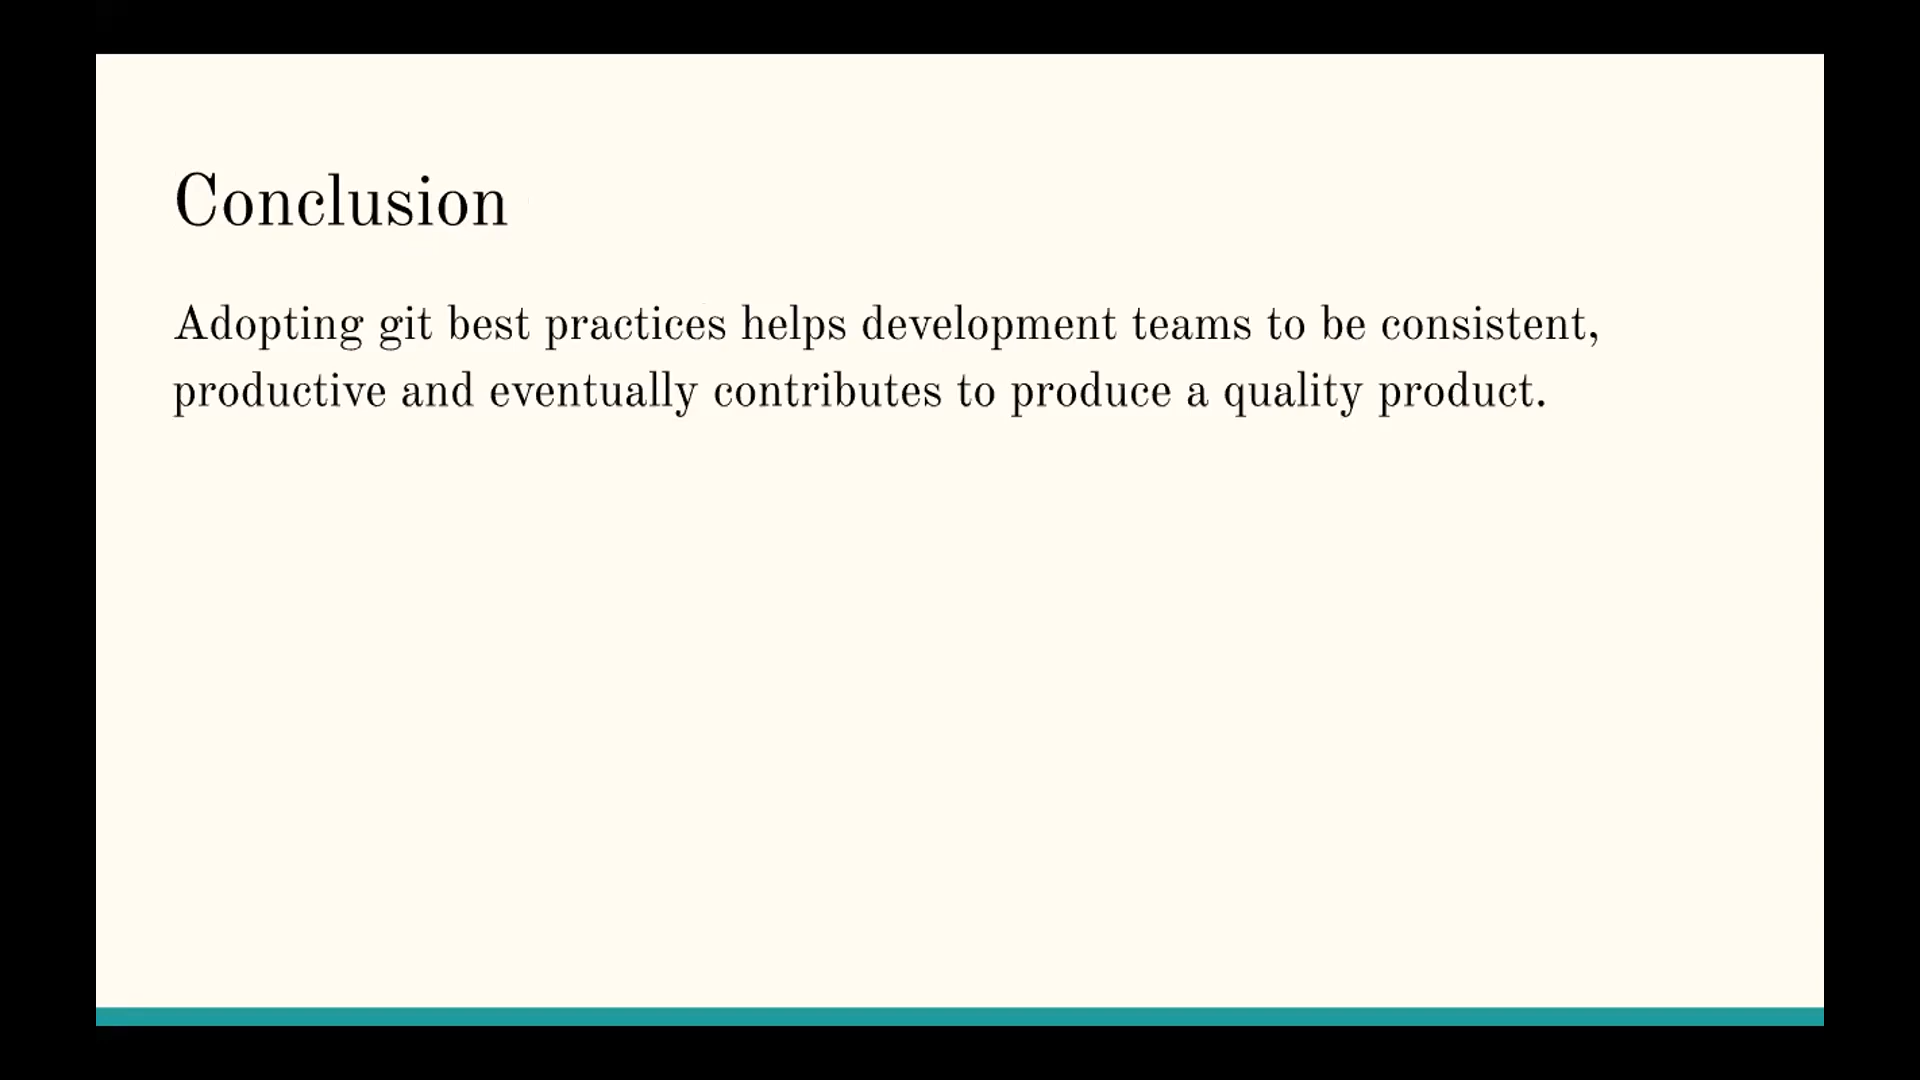 Conclusion
Adopting git best practices helps development teams to be consistent,
productive and eventually contributes to produce a quality product.